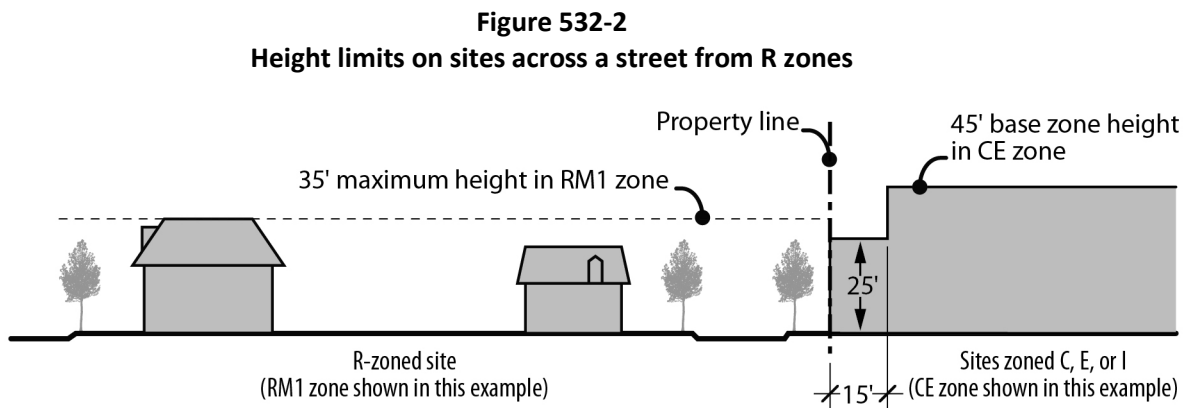 Figure 532-2
Height limits on sites across a street from R zones
Property line
45' base zone height
in CE zone
35' maximum height in RM1 zone
25'
R-zoned site
(RM1 zone shown in this example)
15'
Sites zoned C, E, or I
(CE zone shown in this example)